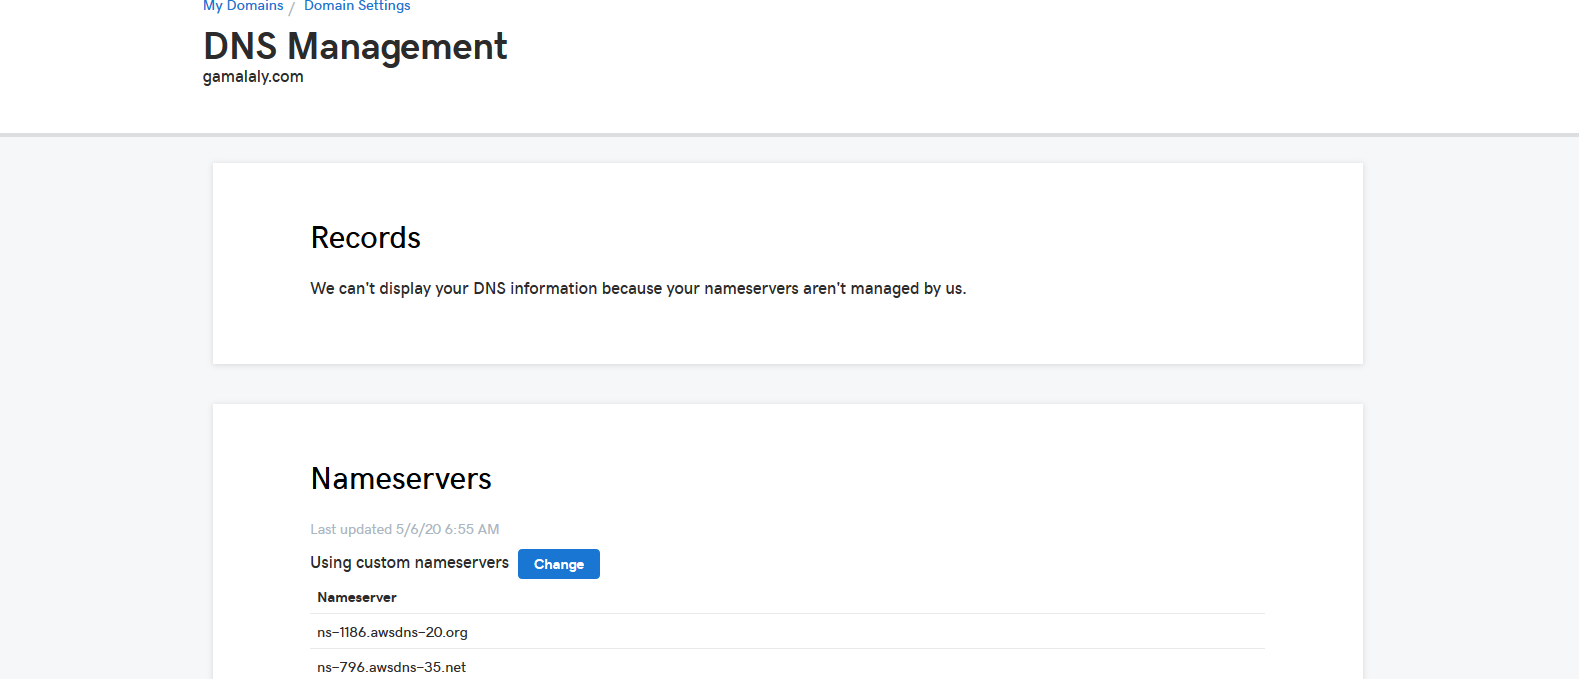 My Domains / Domain Settings
DNS Management
gamalaly.com
Records
We can't display your DNS information because your nameservers aren't managed by us.
Nameservers
Last updated 5/6/20 6:55 AM
Using custom nameservers Change
Nameserver
ns-1186.awsdns-20.org
ns-796.awsdns-35.net